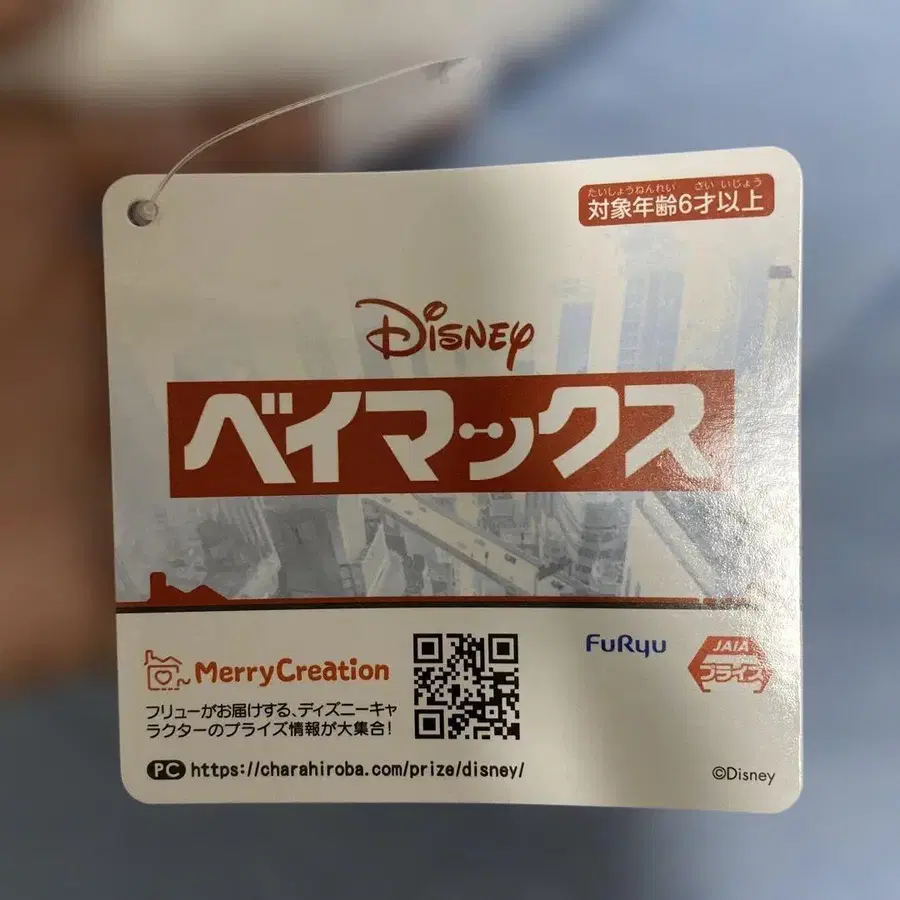 たいしょうねんれい さい いじょう
対象年齢6才以上
Disney
ベイマックス
MerryCreation
フリューがお届けする、ディズニーキャ
ラクターのプライズ情報が大集合!
PC https://charahiroba.com/prize/disney/
FuRyu
JAIA
プライズ
©Disney